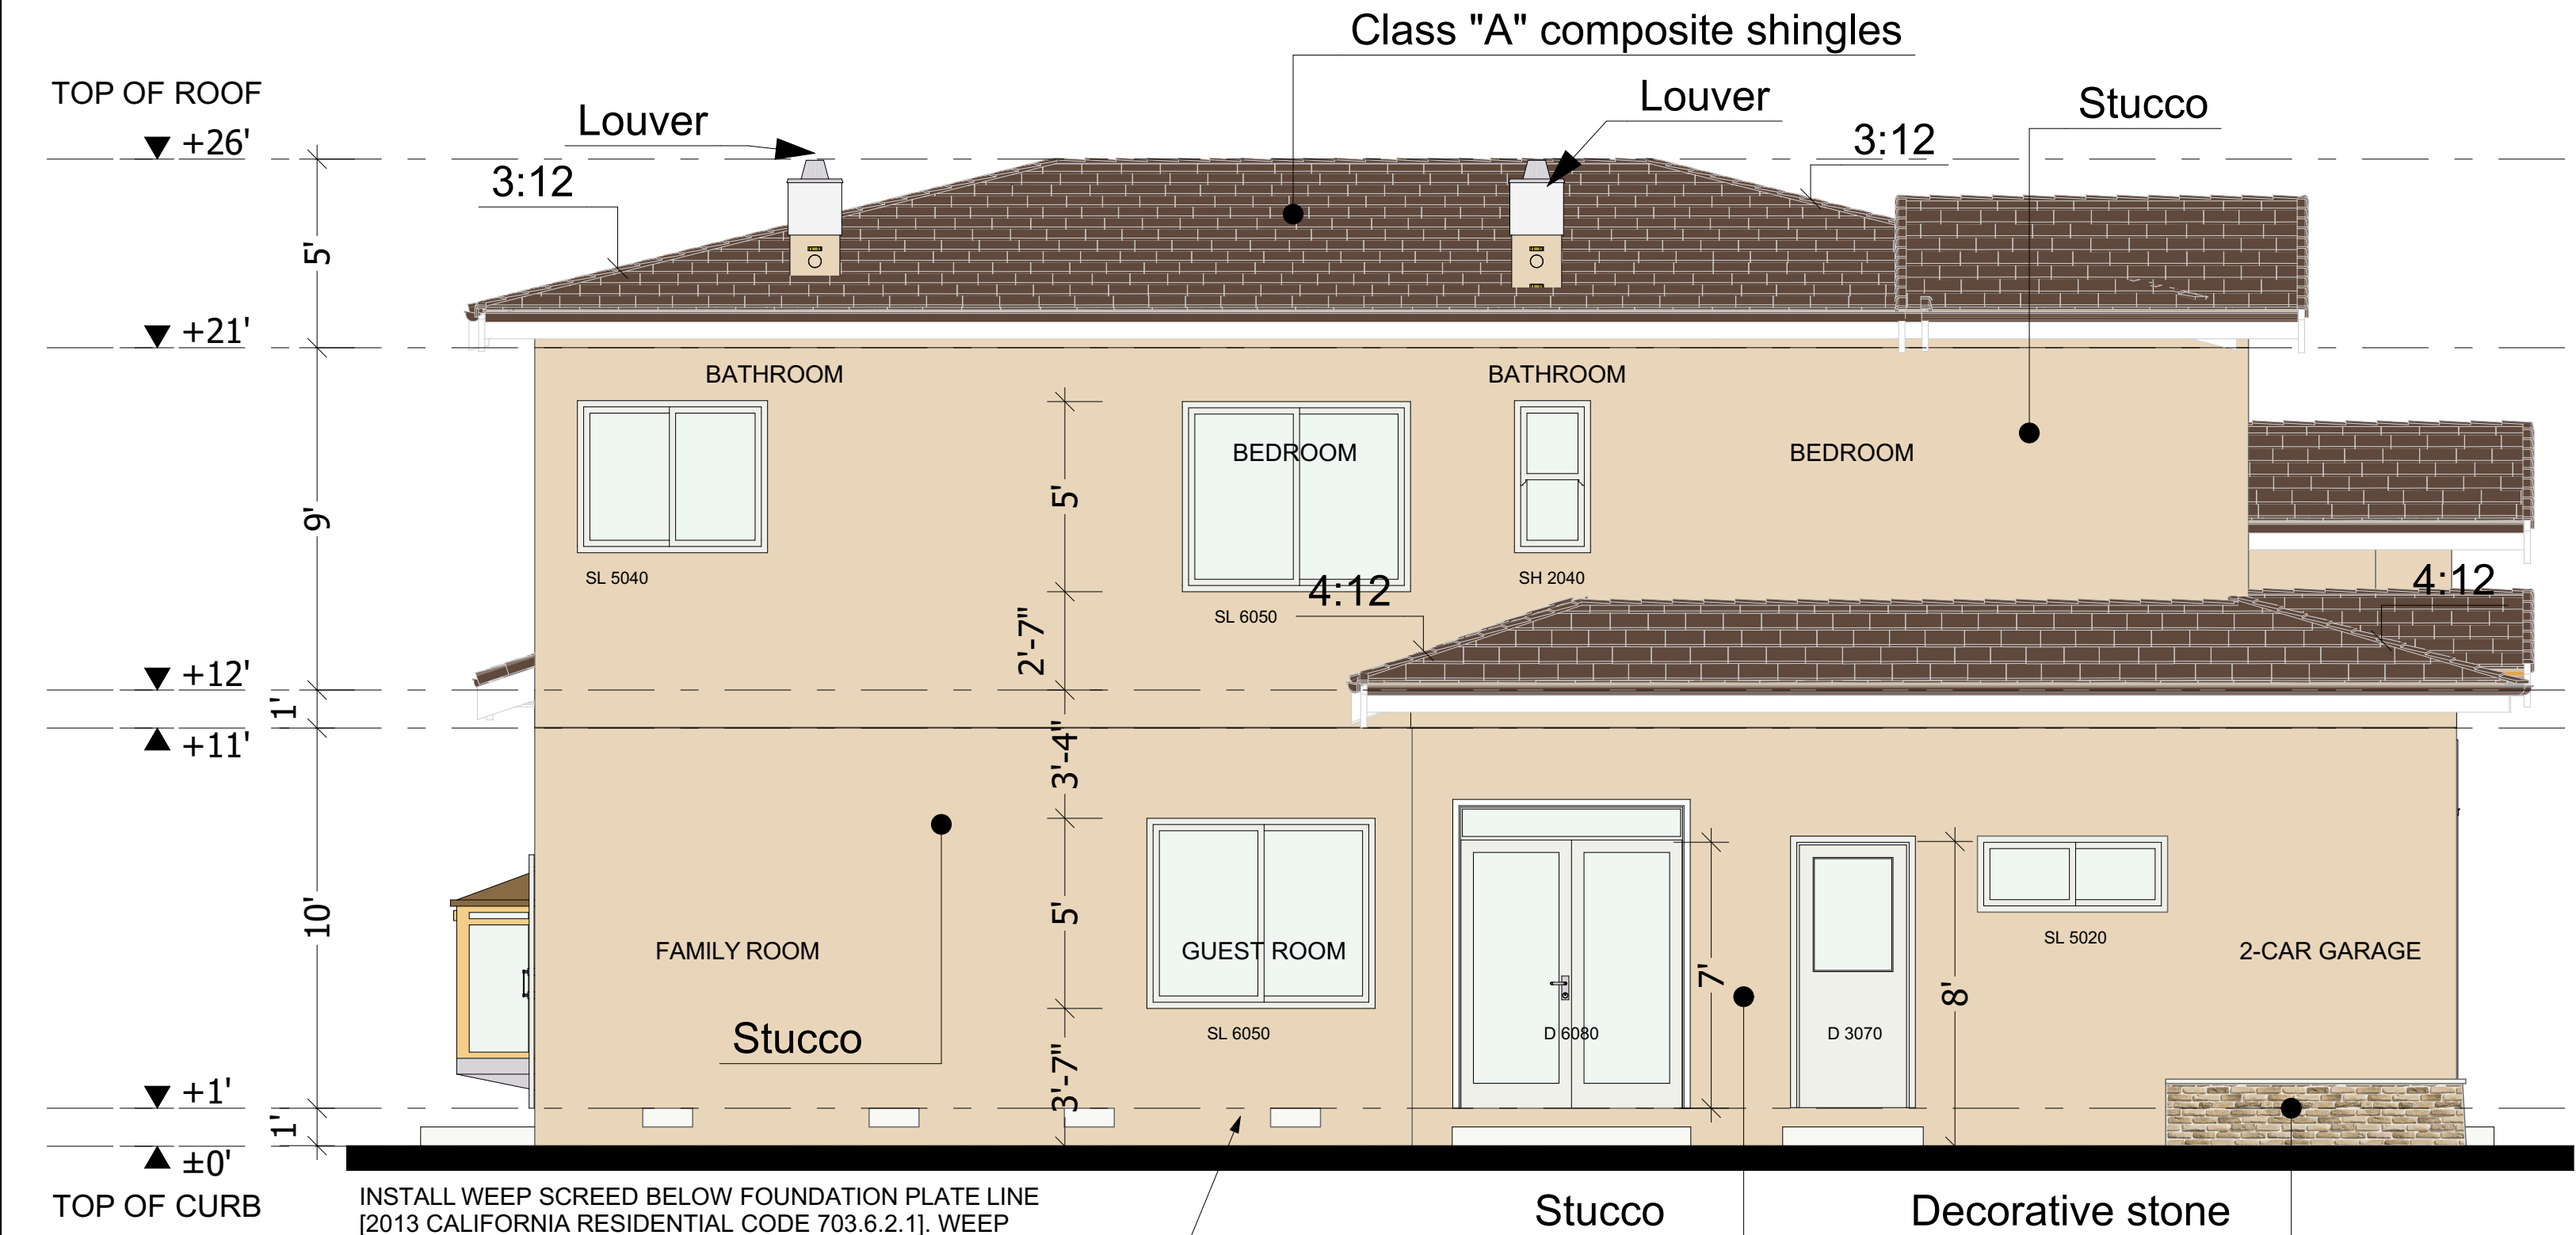 Class "A" composite shingles
TOP OF ROOF
Louver
Louver
Stucco
+26'
3:12
3:12
5'
+21'
BATHROOM
BATHROOM
BEDROOM
BEDROOM
9'
5'
SL 5040
SH 2040
4:12
4:12
SL 6050
2'-7"
+12'
1'
+11'
3'-4"
10'
5'
FAMILY ROOM
GUEST ROOM
SL 5020
2-CAR GARAGE
7'
8'
Stucco
SL 6050
D 6080
D 3070
3'-7"
+1'
1'
±0'
TOP OF CURB
INSTALL WEEP SCREED BELOW FOUNDATION PLATE LINE
[2013 CALIFORNIA RESIDENTIAL CODE 703.6.2.1]. WEEP
Stucco
Decorative stone